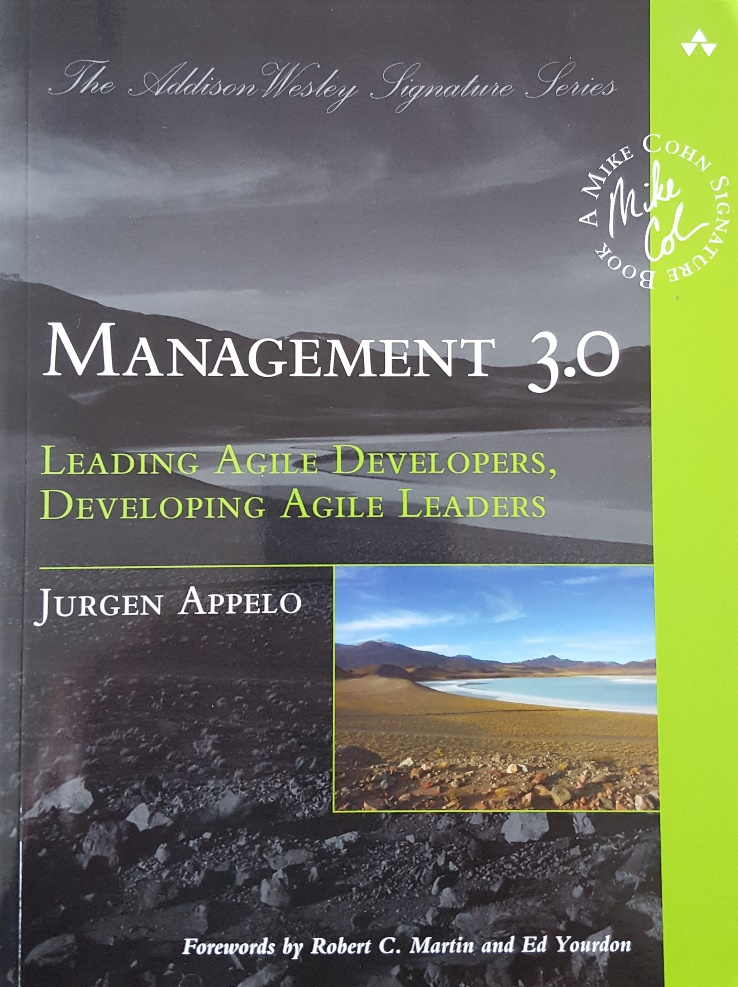 The Addison Wesley Signature Series
A MIKE COHN SIGNATURE BOOK
Mike Coh
MANAGEMENT 3.0
LEADING AGILE DEVELOPERS,
DEVELOPING AGILE LEADERS
JURGEN APPELO
Forewords by Robert C. Martin and Ed Yourdon